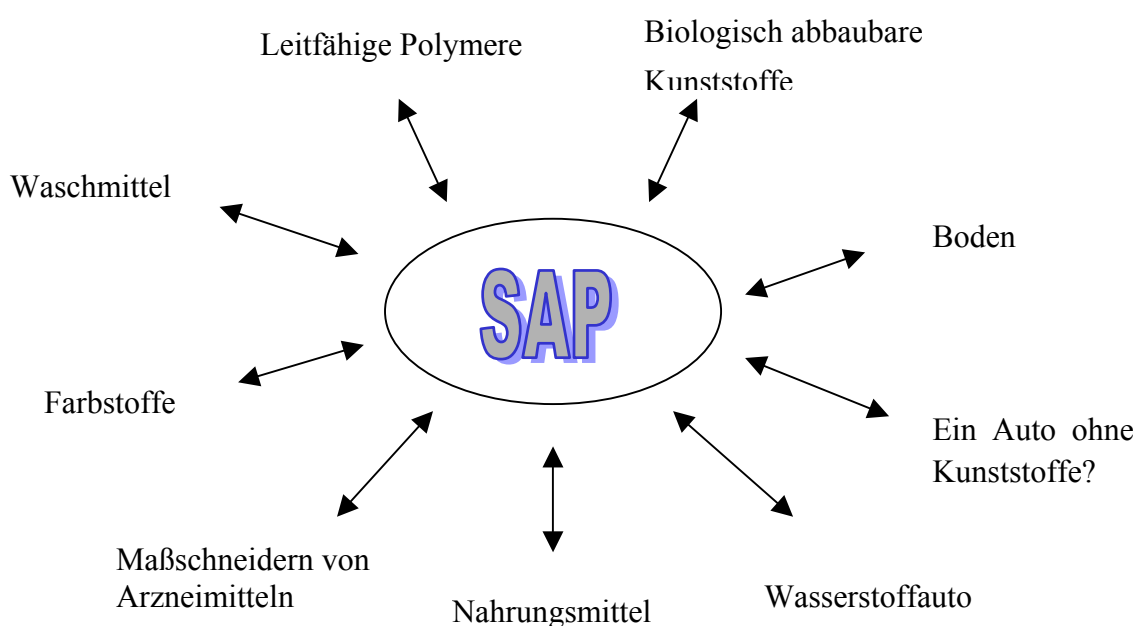 Leitfähige Polymere
Biologisch abbaubare
Kunststoffe
Waschmittel
Boden
SAP
Farbstoffe
Ein Auto ohne
Kunststoffe?
Maßschneidern von
Arzneimitteln
Nahrungsmittel
Wasserstoffauto